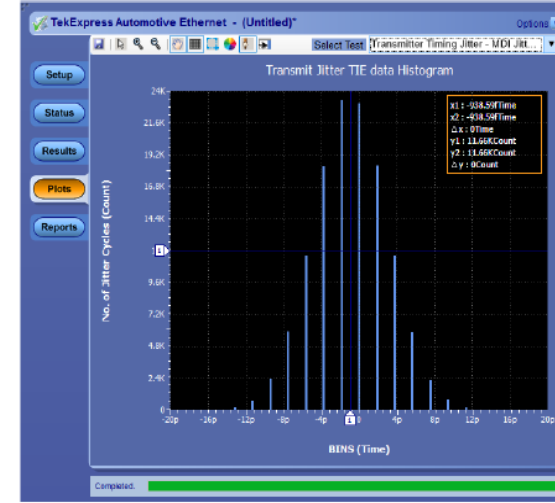 TekExpress Automotive Ethernet - (Untitled)*
Options
Select Test
Transmitter Timing Jitter - MDI Jitt...
Setup
Status
Results
Plots
Reports
Transmit Jitter TIE data Histogram
x1 : -938.59fTime
x2 : -938.59fTime
Δx : 0Time
y1 : 11.66KCount
y2 : 11.66KCount
Δy : 0Count
No. of Jitter Cycles (Count)
24K
21.6K
19.2K
16.8K
14.4K
1
9.6K
7.2K
4.8K
2.4K
0
-20p -16p -12p -8p -4p 1 0 4p 8p 12p 16p 20p
BINS (Time)
Completed.